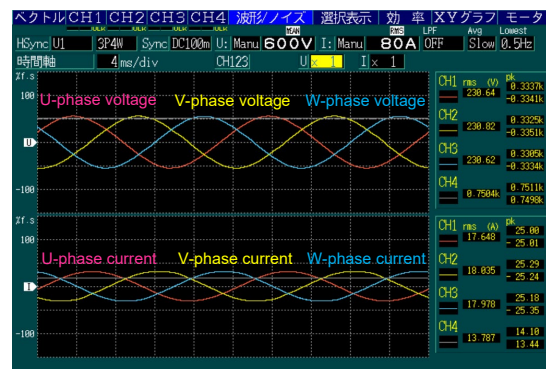 ベクトル CH1 CH2 CH3 CH4 波形/ノイズ 選択表示 効 率 XYグラフ モータ
MEAN RMS LPF Avg Lowest
HSync U1 3P4W Sync DC100m U: Manu 600V I: Manu 80A OFF Slow 0.5Hz
時間軸 4 ms/div CH123 U x 1 I x 1
%f.s
100
U-phase voltage V-phase voltage W-phase voltage
U
-100
CH1 rms (V) pk
230.64 0.3337k
-0.3341k
CH2
230.82 0.3325k
-0.3351k
CH3
230.62 0.3305k
-0.3334k
CH4
0.7504k 0.7511k
0.7498k
%f.s
100
U-phase current V-phase current W-phase current
I
-100
CH1 rms (A) pk
17.648 25.00
- 25.01
CH2
18.035 25.29
- 25.24
CH3
17.978 25.18
- 25.35
CH4
13.787 14.10
13.44